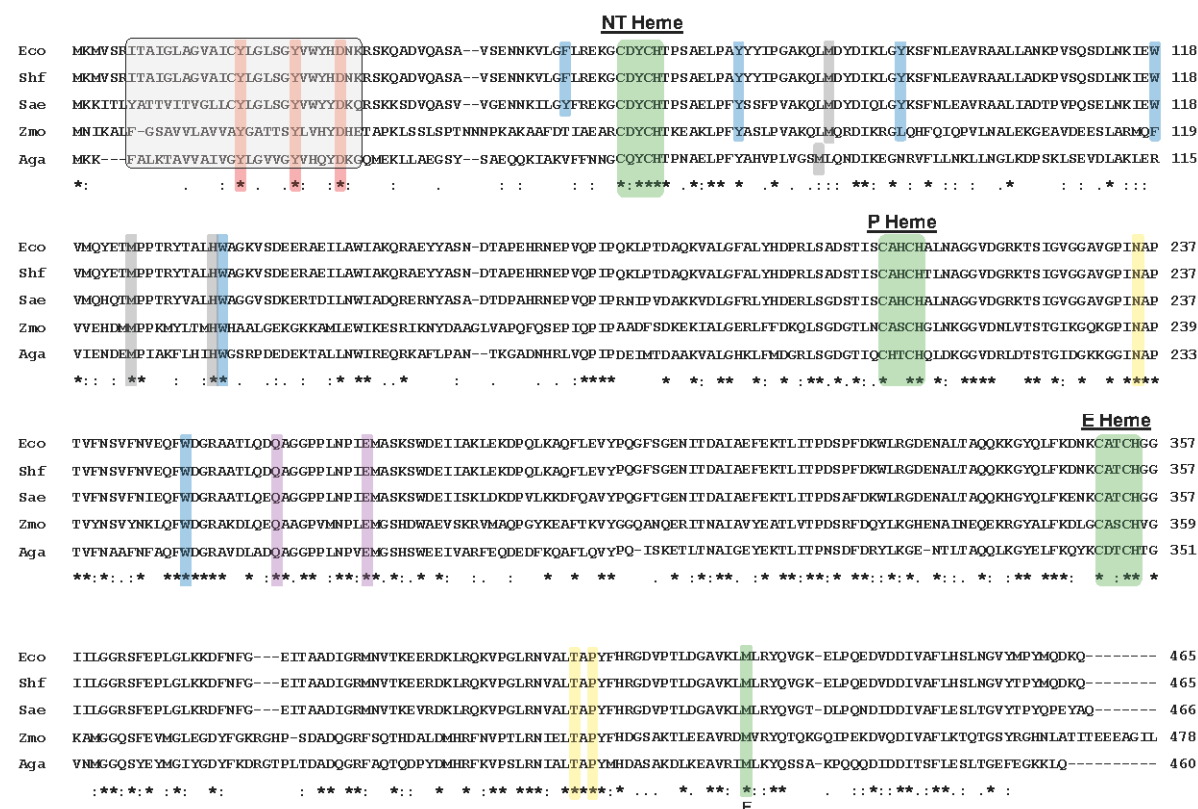 NT Heme
Eco MKMVSRITAIGLAGVAICYLGLSGYVWYHDNKRSKQADVQASA--VSENNKVLGFLREKGCDYCHTPSAELPAYYYIPGAKQLMDYDIKLGYKSFNLEAVRAALLANKPVSQSDLNKIEW 118
Shf MKMVSRITAIGLAGVAICYLGLSGYVWYHDNKRSKQADVQASA--VSENNKVLGFLREKGCDYCHTPSAELPAYYYIPGAKQLMDYDIKLGYKSFNLEAVRAALLADKPVSQSDLNKIEW 118
Sae MKKITLYATTVITVGLLCYLGLSGYVWYYDKQRSKKSDVQASV--VGENNKILGYFREKGCDYCHTPSAELPFYSSFPVAKQLMDYDIQLGYKSFNLEAVRAALIADTPVPQSELNKIEW 118
Zmo MNIKALF-GSAVVLAVVAYGATTSYLVHYDHETAPKLSSLSPTNNNPKAKAAFDTIAEARCDYCHTKEAKLPFYASLPVAKQLMQRDIKRGLQHFQIQPVLNALEKGEAVDEESLARMQF 119
Aga MKK--FALKTAVVAIVGYLGVVGYVHQYDKGQMEKLLAEGSY--SAEQQKIAKVFFNNGCQYCHTPNAELPFYAHVPLVGSMLQNDIKEGNRVFLLNKLLNGLKDPSKLSEVDLAKLER 115
P Heme
Eco VMQYETMPPTRYTALHWAGKVSDEERAEILAWIAKQRAEYYASN-DTAPEHRNEPVQPIPQKLPTDAQKVALGFALYHDPRLSADSTISCAHCHALNAGGVDGRKTSIGVGGAVGPINAP 237
Shf VMQYETMPPTRYTALHWAGKVSDEERAEILAWIAKQRAEYYASN-DTAPEHRNEPVQPIPQKLPTDAQKVALGFALYHDPRLSADSTISCAHCHTLNAGGVDGRKTSIGVGGAVGPINAP 237
Sae VMQHQTMPPTRYVALHWAGGVSDKERTDILNWIADQRERNYASA-DTDPAHRNEPVQPIPRNIPVDAKKVDLGFRLYHDERLSGDSTISCAHCHALNAGGVDGRKTSIGVGGAVGPINAP 237
Zmo VVEHDMMPPKMYLTMHWHAALGEKGKKAMLEWIKESRIKNYDAAGLVAPQFQSEPIQPIPAADFSDKEKIALGERLFFDKQLSGDGTLNCASCHGLNKGGVDNLVTSTGIKGQKGPINAP 239
Aga VIENDEMPIAKFLHIHWGSRPDEDEKTALLNWIREQRKAFLPAN--TKGADNHRLVQPIPDEIMTDAAKVALGHKLFMDGRLSGDGTIQCHTCHQLDKGGVDRLDTSTGIDGKKGGINAP 233
E Heme
Eco TVFNSVFNVEQFWDGRAATLQDQAGGPPLNPIEMASKSWDEIIAKLEKDPQLKAQFLEVYPQGFSGENITDAIAEFEKTLITPDSPFDKWLRGDENALTAQQKKGYQLFKDNKCATCHGG 357
Shf TVFNSVFNVEQFWDGRAATLQDQAGGPPLNPIEMASKSWDEIIAKLEKDPQLKAQFLEVYPQGFSGENITDAIAEFEKTLITPDSPFDKWLRGDENALTAQQKKGYQLFKDNKCATCHGG 357
Sae TVFNSVFNIEQFWDGRAATLQEQAGGPPLNPIEMASKSWDEIISKLDKDPVLKKDFQAVYPQGFTGENITDAIAEFEKTLITPDSAFDKWLRGDENALTAQQKHGYQLFKENKCATCHGG 357
Zmo TVYNSVYNKLQFWDGRAKDLQEQAAGPVMNPLEMGSHDWAEVSKRVMAQPGYKEAFTKVYGGQANQERITNAIAVYEATLVTPDSRFDQYLKGHENAINEQEKRGYALFKDLGCASCHVG 359
Aga TVFNAAFNFAQFWDGRAVDLADQAGGPPLNPVEMGSHSWEEIVARFEQDEDFKQAFLQVYPQ-ISKETLTNAIGEYEKTLITPNSDFDRYLKGE-NTLTAQQLKGYELFKQYKCDTCHTG 351
Eco IILGGRSFEPLGLKKDFNFG---EITAADIGRMNVTKEERDKLRQKVPGLRNVALTAPYFHRGDVPTLDGAVKLMLRYQVGK-ELPQEDVDDIVAFLHSLNGVYMPYMQDKQ-------- 465
Shf IILGGRSFEPLGLKKDFNFG---EITAADIGRMNVTKEERDKLRQKVPGLRNVALTAPYFHRGDVPTLDGAVKLMLRYQVGK-ELPQEDVDDIVAFLHSLNGVYTPYMQDKQ-------- 465
Sae IILGGRSFEPLGLKRDFNFG---EITAADIGRMNVTKEVRDKLRQKVPGLRNVALTAPYFHRGDVPTLDGAVKLMLRYQVGT-DLPQNDIDDIVAFLESLTGVYTPYQPEYAQ------- 466
Zmo KAMGGQSFEVMGLEGDYFGKRGHP-SDADQGRFSQTHDALDMHRFNVPTLRNIELTAPYFHDGSAKTLEEAVRDMVRYQTQKGQIPEKDVQDIVAFLKTQTGSYRGHNLATITEEEAGIL 478
Aga VNMGGQSYEYMGIYGDYFKDRGTPLTDADQGRFAQTQDPYDMHRFKVPSLRNIALTAPYMHDASAKDLKEAVRIMLKYQSSA-KPQQQDIDDITSFLESLTGEFEGKKLQ---------- 460
E